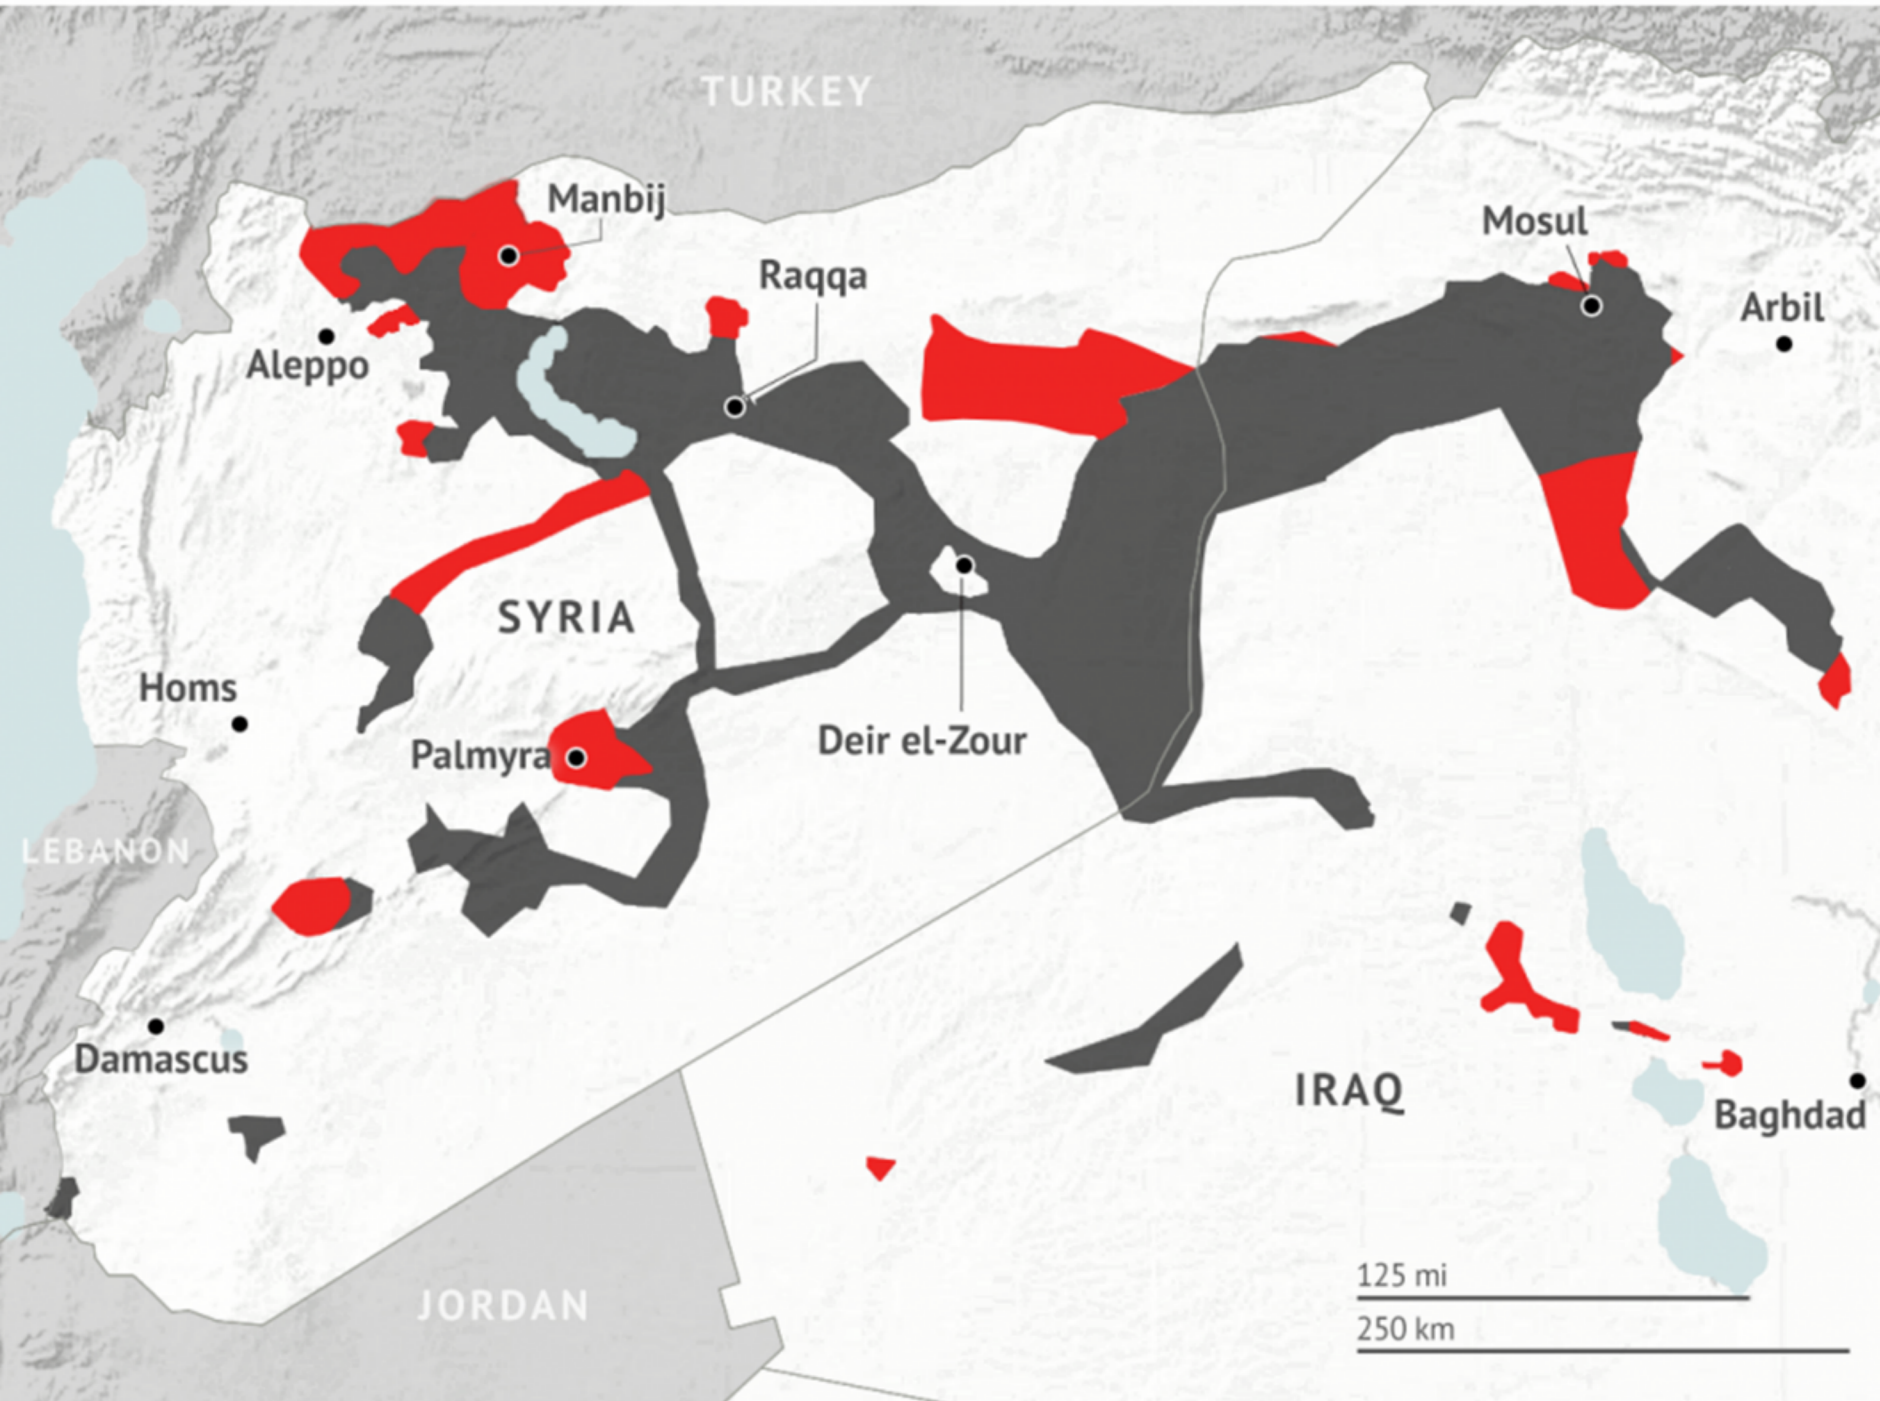 TURKEY
Manbij
Mosul
Raqqa
Arbil
Aleppo
SYRIA
Homs
Deir el-Zour
Palmyra
LEBANON
Damascus
IRAQ
Baghdad
JORDAN
125 mi
250 km